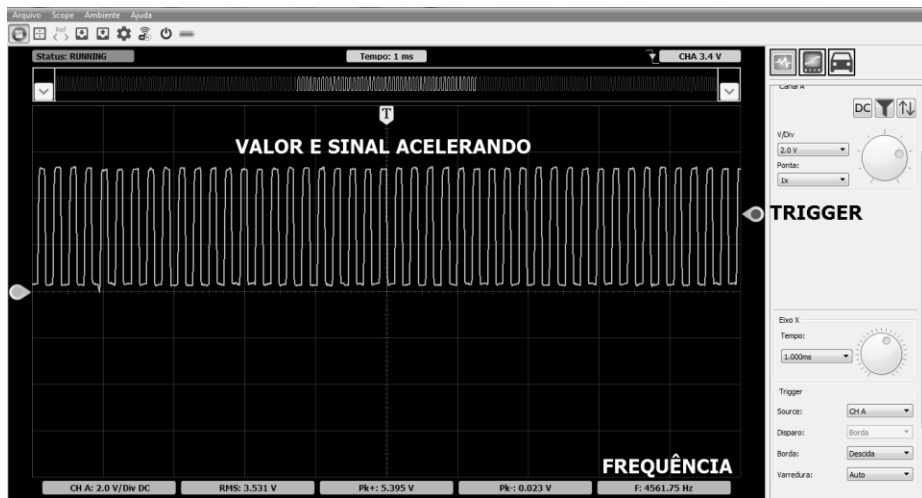 Arquivo Scope Ambiente Ajuda
Ref
Status: RUNNING
Tempo: 1 ms
CHA 3.4 V
T
VALOR E SINAL ACELERANDO
Canal A
DC
V/Div
2.0 V
Ponta:
1x
TRIGGER
Eixo X
Tempo:
1.000ms
Trigger
Source: CH A
Disparo: Borda
Borda: Descida
Varredura: Auto
FREQUÊNCIA
CH A: 2.0 V/Div DC
RMS: 3.531 V
Pk+: 5.395 V
Pk-: 0.023 V
F: 4561.75 Hz